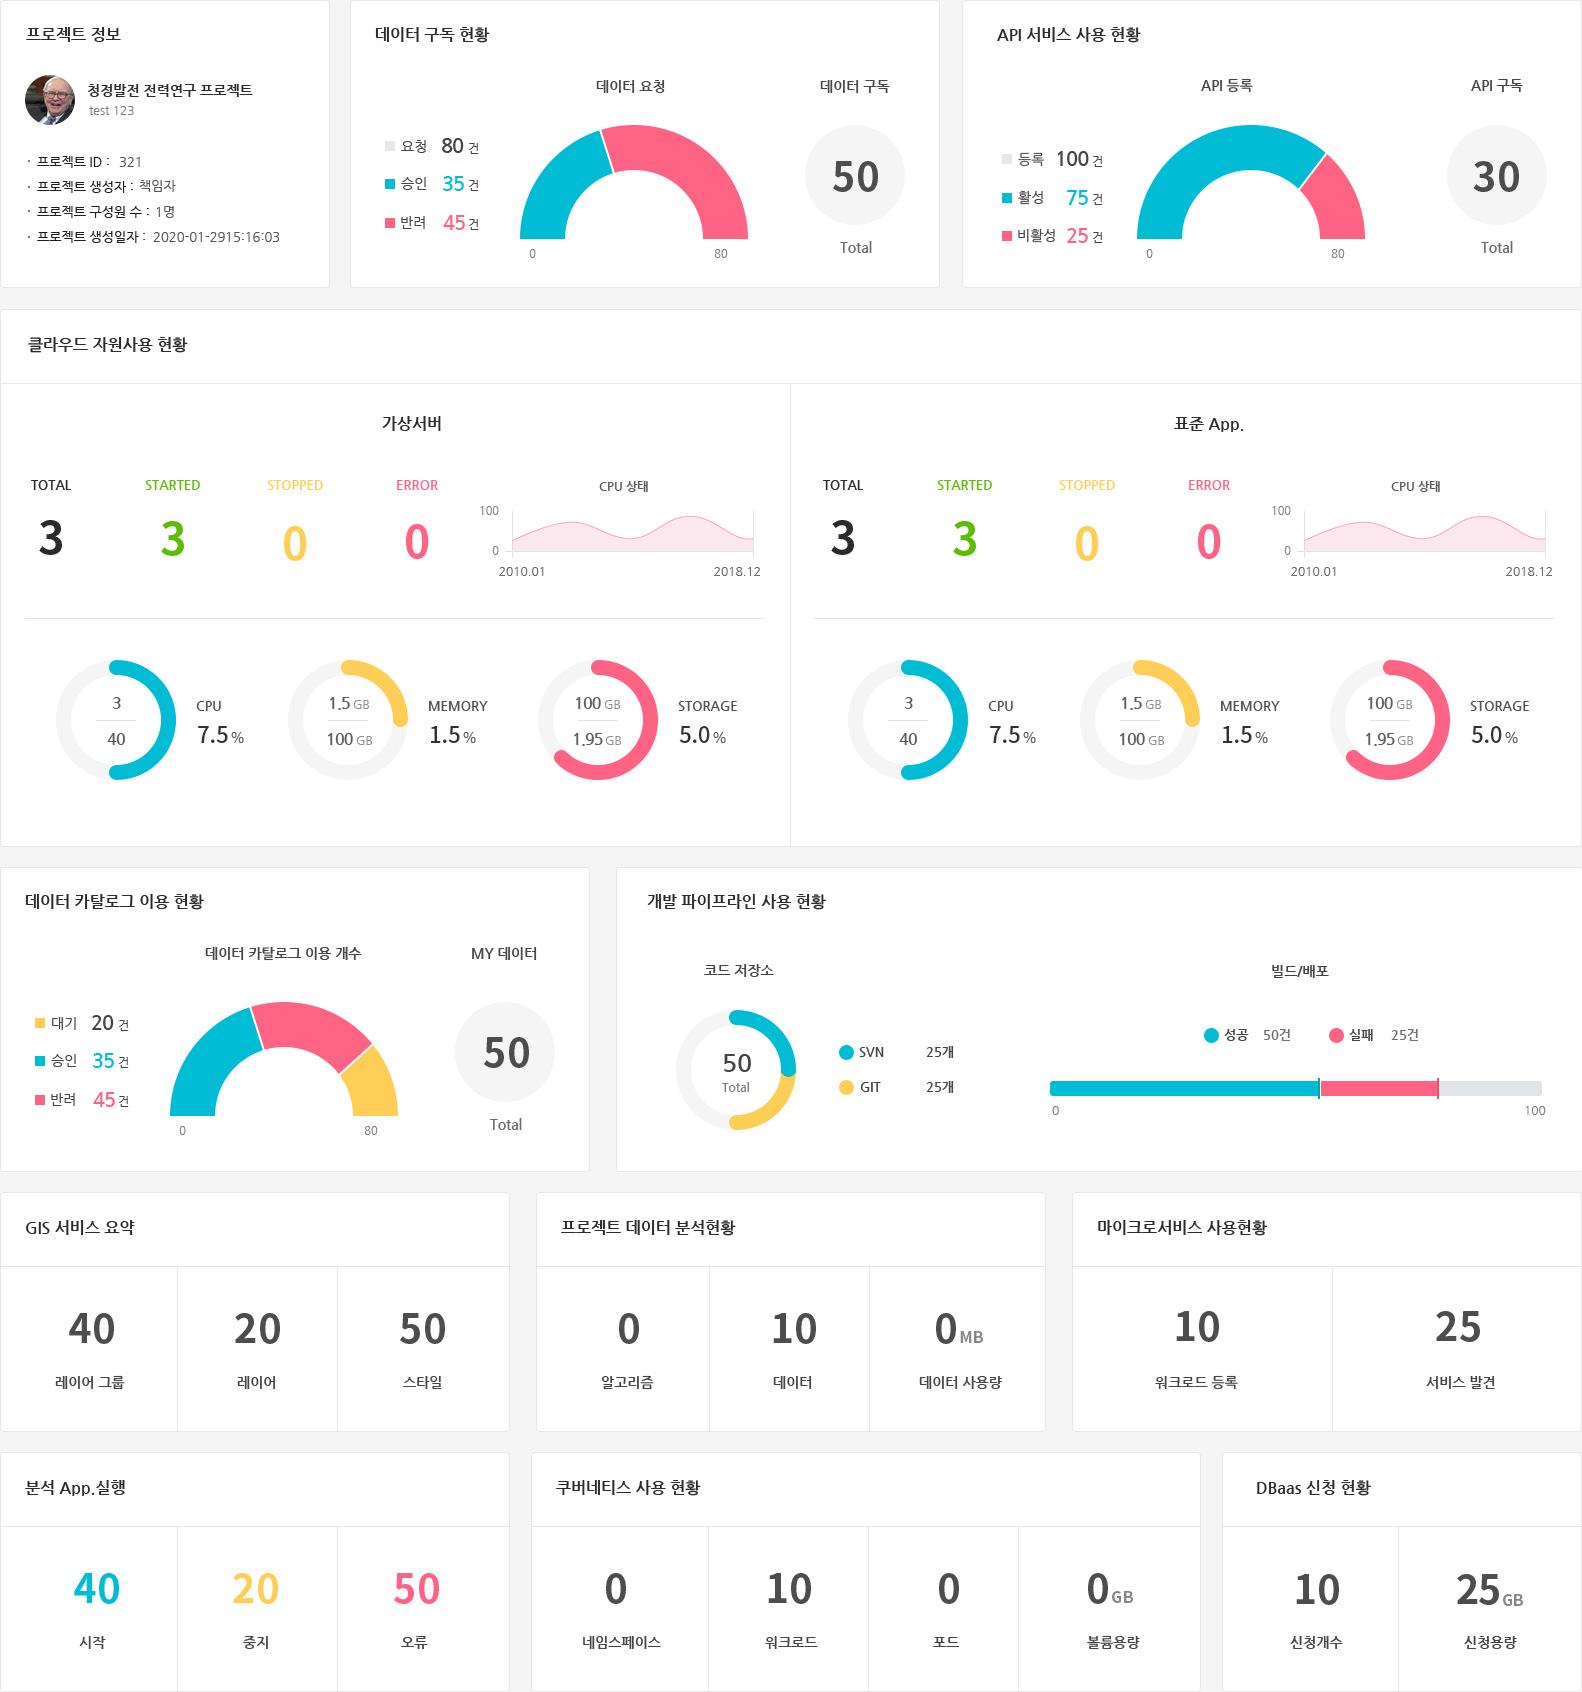 프로젝트 정보
청정발전 전력연구 프로젝트
test 123
· 프로젝트 ID : 321
· 프로젝트 생성자 : 책임자
· 프로젝트 구성원 수 : 1명
· 프로젝트 생성일자 : 2020-01-2915:16:03
데이터 구독 현황
데이터 요청
데이터 구독
요청 80 건
승인 35 건
반려 45 건
0 80
50
Total
API 서비스 사용 현황
API 등록
API 구독
등록 100 건
활성 75 건
비활성 25 건
0 80
30
Total
클라우드 자원사용 현황
가상서버
TOTAL STARTED STOPPED ERROR
3 3 0 0
CPU 상태
100
0
2010.01 2018.12
3
40
CPU
7.5 %
1.5 GB
100 GB
MEMORY
1.5 %
100 GB
1.95 GB
STORAGE
5.0 %
표준 App.
TOTAL STARTED STOPPED ERROR
3 3 0 0
CPU 상태
100
0
2010.01 2018.12
3
40
CPU
7.5 %
1.5 GB
100 GB
MEMORY
1.5 %
100 GB
1.95 GB
STORAGE
5.0 %
데이터 카탈로그 이용 현황
데이터 카탈로그 이용 개수
MY 데이터
대기 20 건
승인 35 건
반려 45 건
0 80
50
Total
개발 파이프라인 사용 현황
코드 저장소
50
Total
SVN 25개
GIT 25개
빌드/배포
성공 50건 실패 25건
0 100
GIS 서비스 요약
40 20 50
레이어 그룹 레이어 스타일
프로젝트 데이터 분석현황
0 10 0 MB
알고리즘 데이터 데이터 사용량
마이크로서비스 사용현황
10 25
워크로드 등록 서비스 발견
분석 App.실행
40 20 50
시작 중지 오류
쿠버네티스 사용 현황
0 10 0 0 GB
네임스페이스 워크로드 포드 볼륨용량
DBaas 신청 현황
10 25 GB
신청개수 신청용량